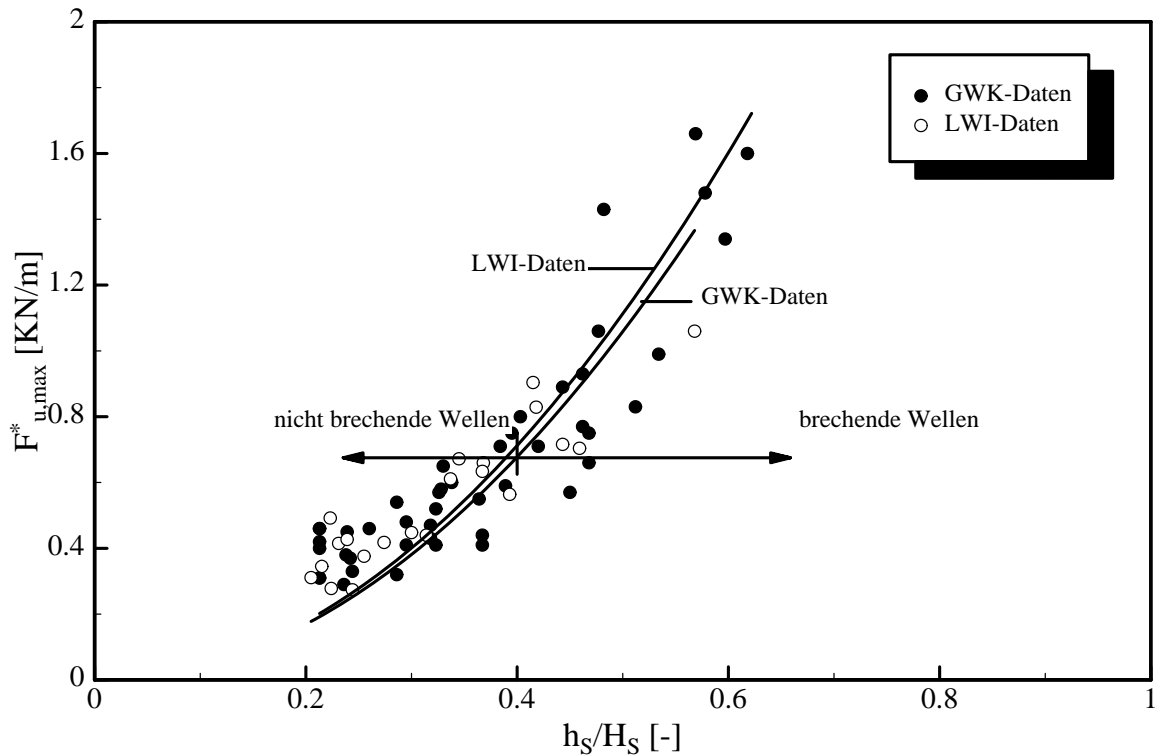 2
1.6
1.2
0.8
0.4
0
F*u,max [KN/m]
GWK-Daten
LWI-Daten
LWI-Daten
GWK-Daten
nicht brechende Wellen
brechende Wellen
0
0.2
0.4
0.6
0.8
1
hS/HS [-]